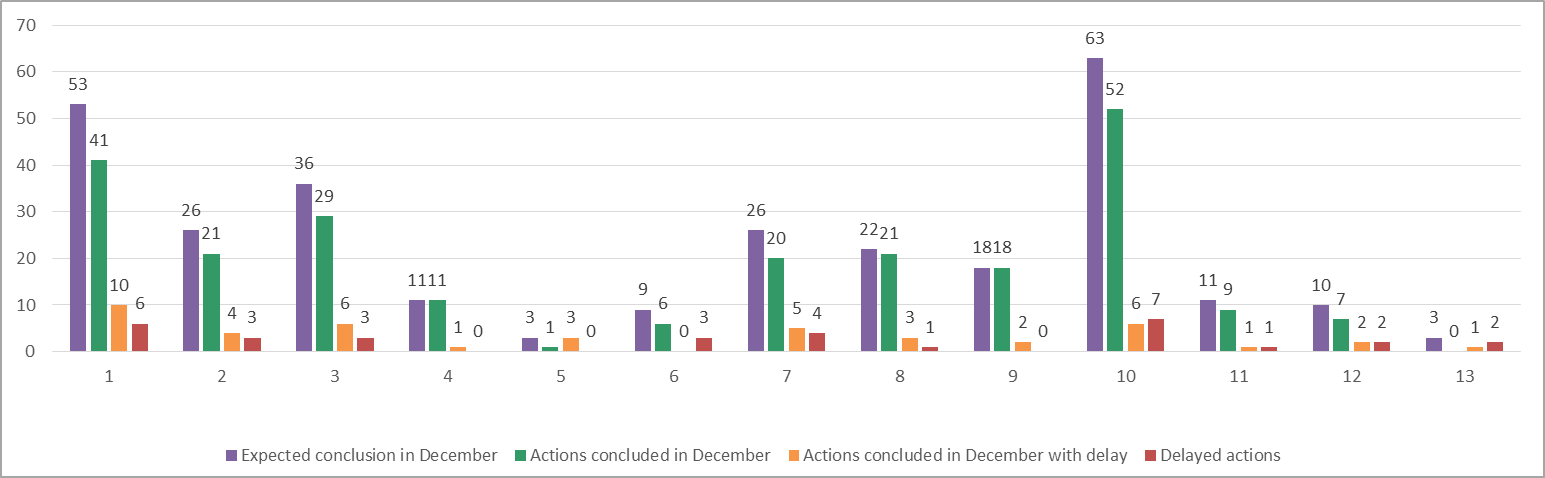 70
60
50
40
30
20
10
0
53 41 10 6
26 21 4 3
36 29 6 3
11 11 1 0
3 1 3 0
9 6 0 3
26 20 5 4
22 21 3 1
18 18 2 0
63 52 6 7
11 9 1 1
10 7 2 2
3 0 1 2
1 2 3 4 5 6 7 8 9 10 11 12 13
Expected conclusion in December Actions concluded in December Actions concluded in December with delay Delayed actions